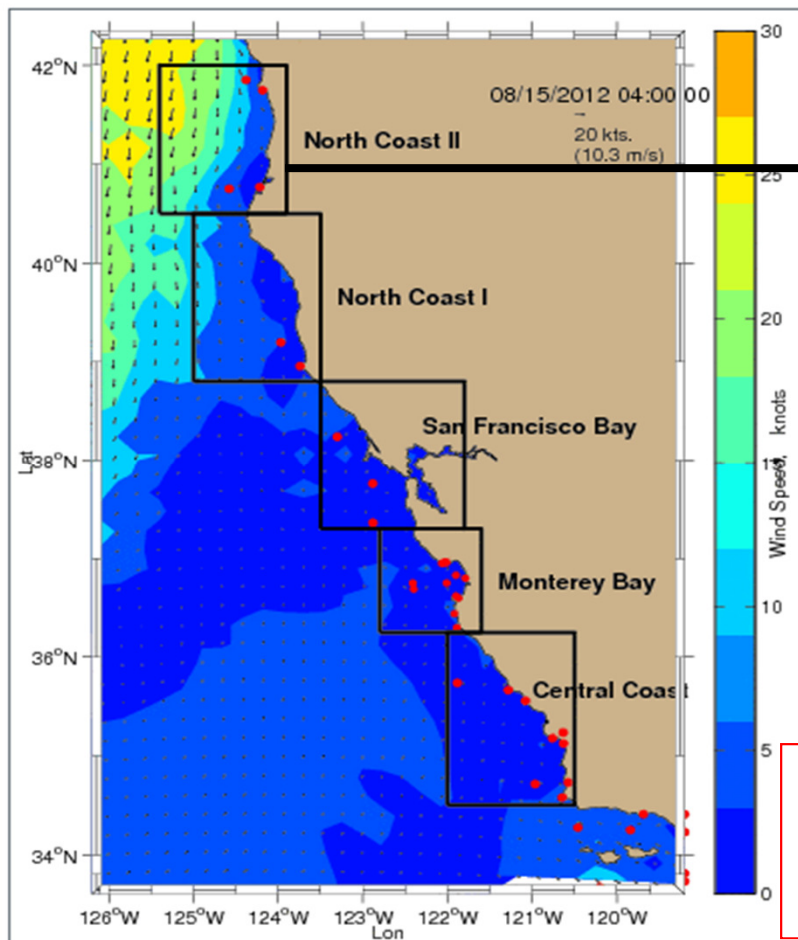 42°N
40°N
38°N
36°N
34°N
Lat
08/15/2012 04:00:00
20 kts.
(10.3 m/s)
North Coast II
North Coast I
San Francisco Bay
Monterey Bay
Central Coast
126°W
125°W
124°W
123°W
122°W
121°W
120°W
Lon
30
25
20
10
5
0
Wind Speed, knots